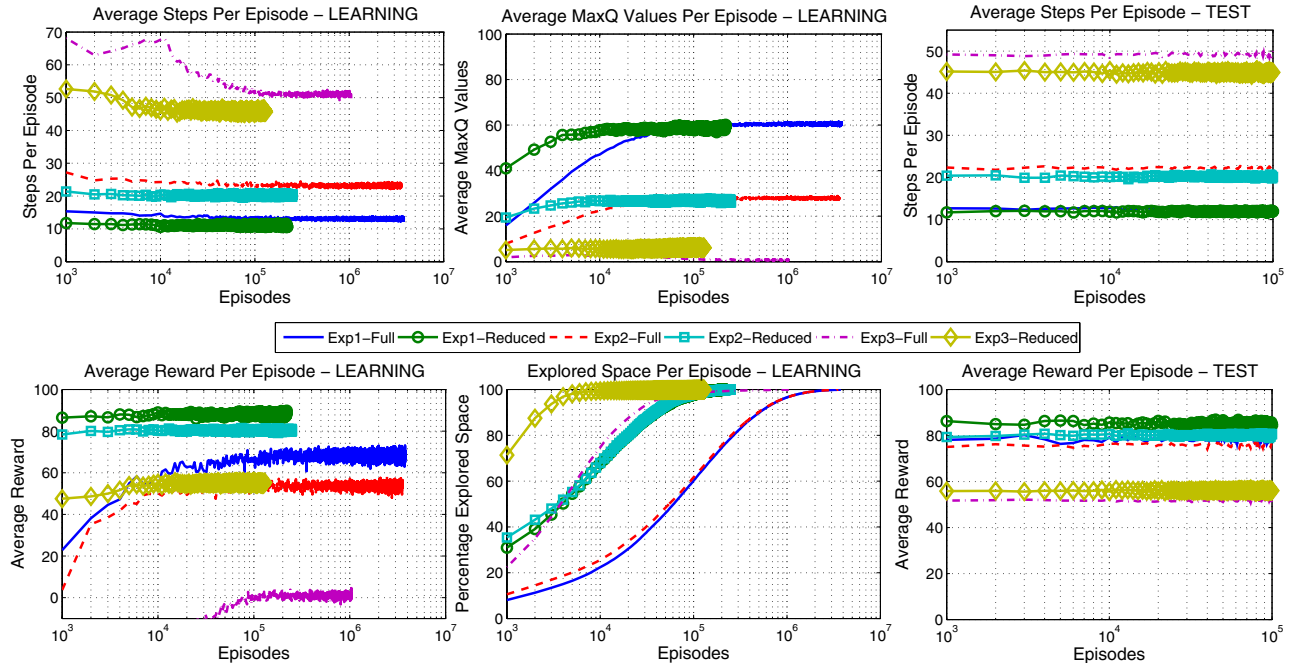 Average Steps Per Episode − LEARNING
70
60
50
40
30
20
10
0
Steps Per Episode
10^3
10^4
10^5
10^6
10^7
Episodes
Average MaxQ Values Per Episode − LEARNING
100
80
60
40
20
0
Average MaxQ Values
10^3
10^4
10^5
10^6
10^7
Episodes
Average Steps Per Episode − TEST
50
40
30
20
10
0
Steps Per Episode
10^3
10^4
10^5
Episodes
Exp1−Full
Exp1−Reduced
Exp2−Full
Exp2−Reduced
Exp3−Full
Exp3−Reduced
Average Reward Per Episode − LEARNING
100
80
60
40
20
0
Average Reward
10^3
10^4
10^5
10^6
10^7
Episodes
Explored Space Per Episode − LEARNING
100
80
60
40
20
0
Percentage Explored Space
10^3
10^4
10^5
10^6
10^7
Episodes
Average Reward Per Episode − TEST
100
80
60
40
20
0
Average Reward
10^3
10^4
10^5
Episodes